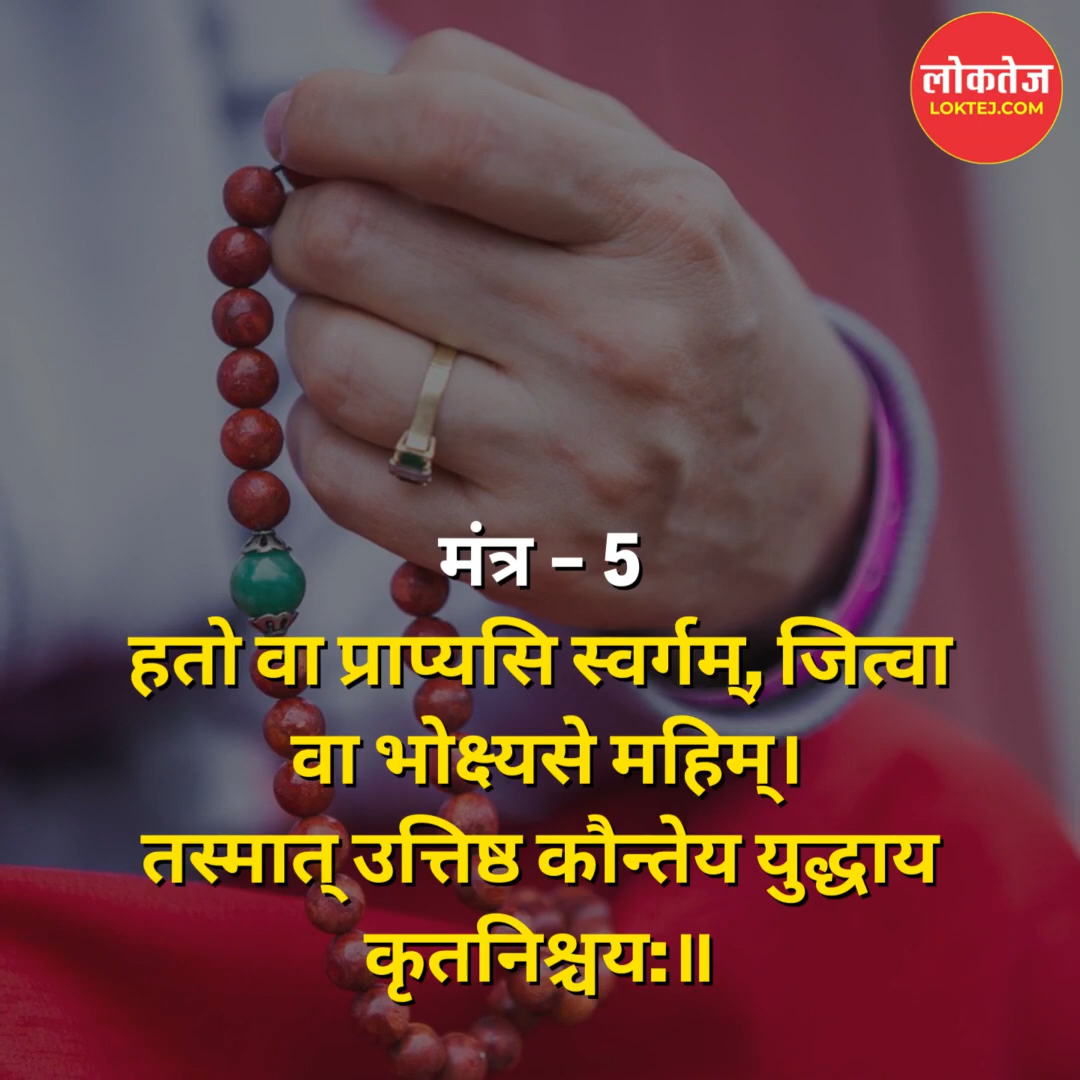 लोकतेज
LOKTEJ.COM
मंत्र – 5
हतो वा प्राप्यसि स्वर्गम्, जित्वा
वा भोक्ष्यसे महिम्।
तस्मात् उत्तिष्ठ कौन्तेय युद्धाय
कृतनिश्चय:॥